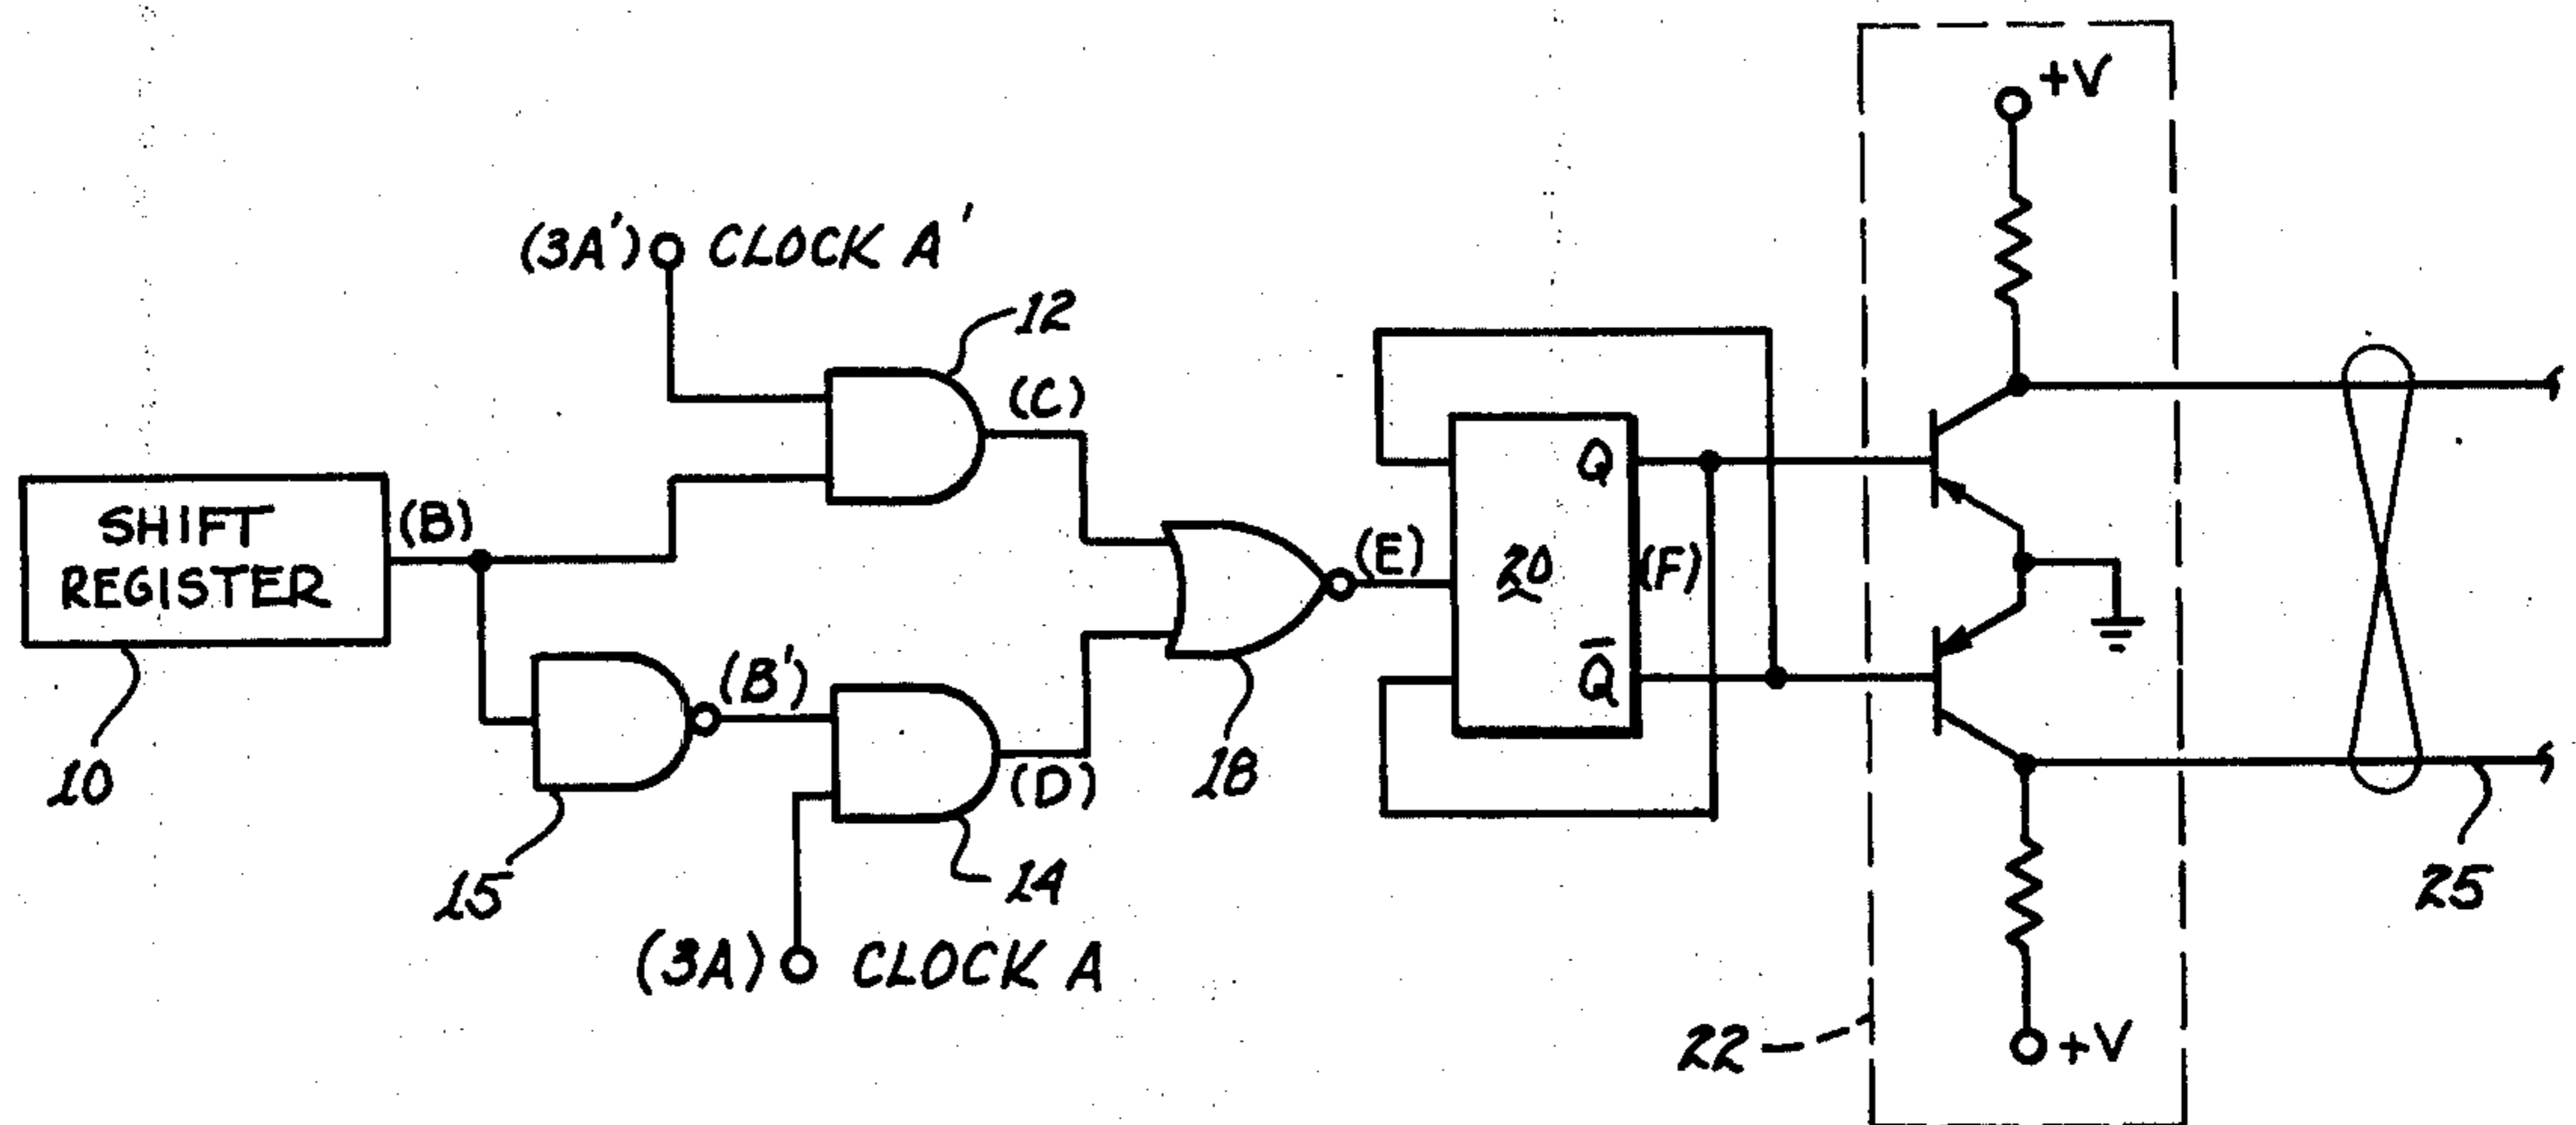 +V
(3A') CLOCK A'
12
(C)
SHIFT
REGISTER
(B)
Q
(E)
20
(F)
(B')
Q̅
10
18
(D)
15
14
25
(3A) CLOCK A
22
+V